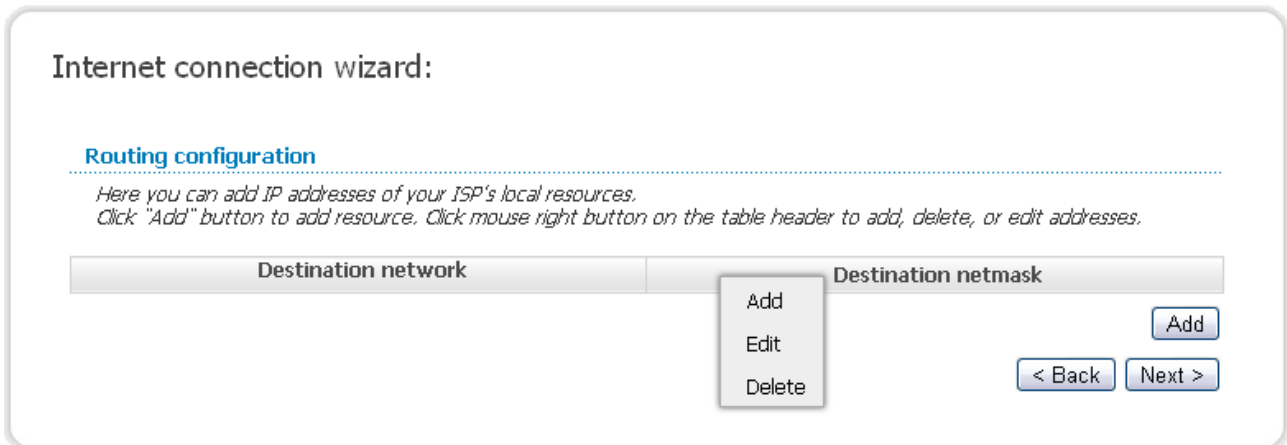 Internet connection wizard:
Routing configuration
Here you can add IP addresses of your ISP's local resources.
Click "Add" button to add resource. Click mouse right button on the table header to add, delete, or edit addresses.
Destination network Destination netmask
Add
Edit
Delete
Add
< Back Next >